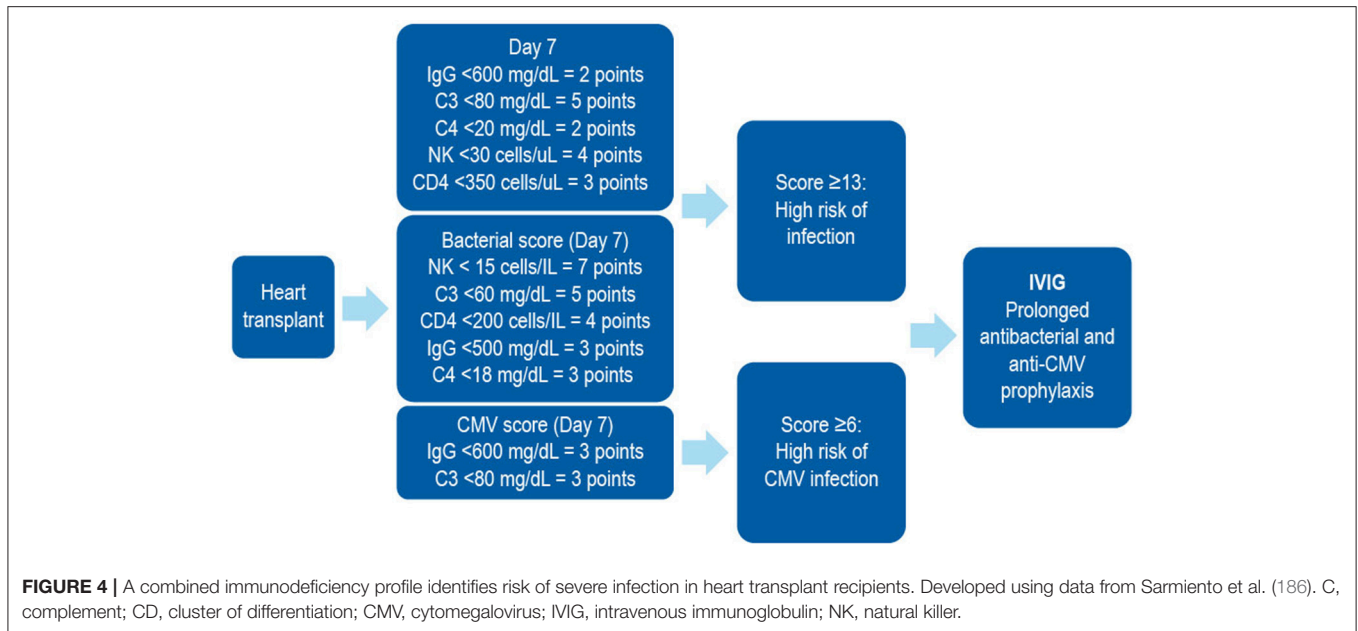 Day 7
IgG <600 mg/dL = 2 points
C3 <80 mg/dL = 5 points
C4 <20 mg/dL = 2 points
NK <30 cells/uL = 4 points
CD4 <350 cells/uL = 3 points
Bacterial score (Day 7)
NK < 15 cells/IL = 7 points
C3 <60 mg/dL = 5 points
CD4 <200 cells/IL = 4 points
IgG <500 mg/dL = 3 points
C4 <18 mg/dL = 3 points
CMV score (Day 7)
IgG <600 mg/dL = 3 points
C3 <80 mg/dL = 3 points
Heart
transplant
Score ≥13:
High risk of
infection
Score ≥6:
High risk of
CMV infection
IVIG
Prolonged
antibacterial and
anti-CMV
prophylaxis
FIGURE 4 | A combined immunodeficiency profile identifies risk of severe infection in heart transplant recipients. Developed using data from Sarmiento et al. (186). C,
complement; CD, cluster of differentiation; CMV, cytomegalovirus; IVIG, intravenous immunoglobulin; NK, natural killer.